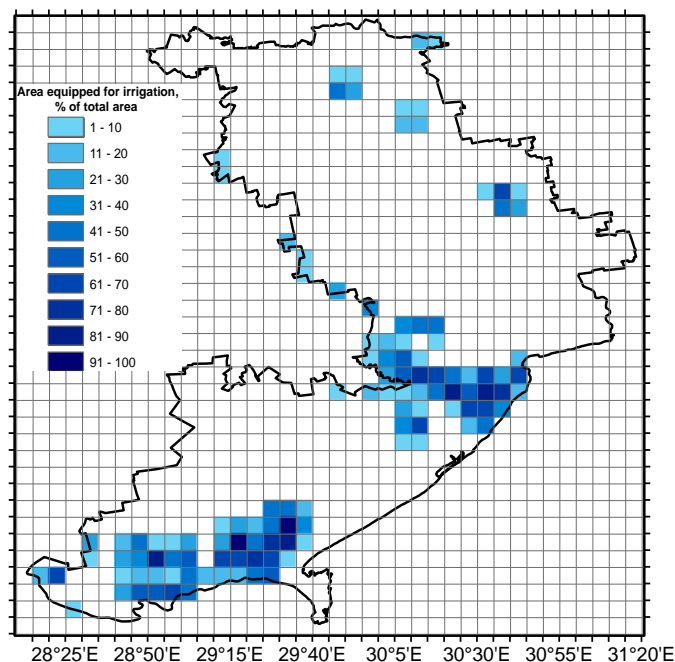 Area equipped for irrigation,
% of total area
1 - 10
11 - 20
21 - 30
31 - 40
41 - 50
51 - 60
61 - 70
71 - 80
81 - 90
91 - 100
28°25'E 28°50'E 29°15'E 29°40'E 30°5'E 30°30'E 30°55'E 31°20'E